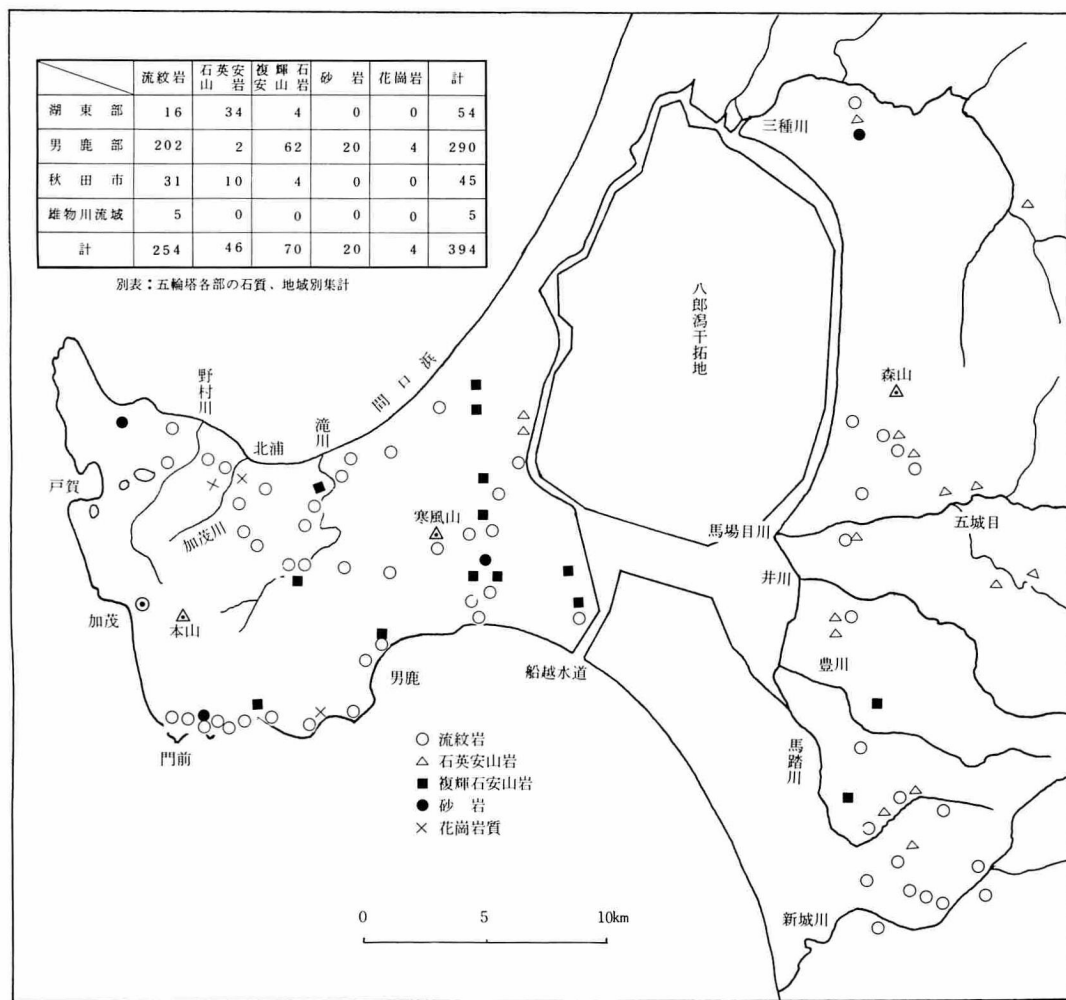 流紋岩 石英安山岩 複輝石安山岩 砂岩 花崗岩 計
湖東部 16 34 4 0 0 54
男鹿部 202 2 62 20 4 290
秋田市 31 10 4 0 0 45
雄物川流域 5 0 0 0 0 5
計 254 46 70 20 4 394
別表：五輪塔各部の石質、地域別集計
三種川
八郎潟干拓地
森山
間口浜
野村川
北浦
滝川
戸賀
加茂川
寒風山
馬場目川
五城目
井川
加茂
本山
男鹿
船越水道
豊川
門前
馬踏川
○ 流紋岩
△ 石英安山岩
■ 複輝石安山岩
● 砂岩
× 花崗岩質
0 5 10km
新城川